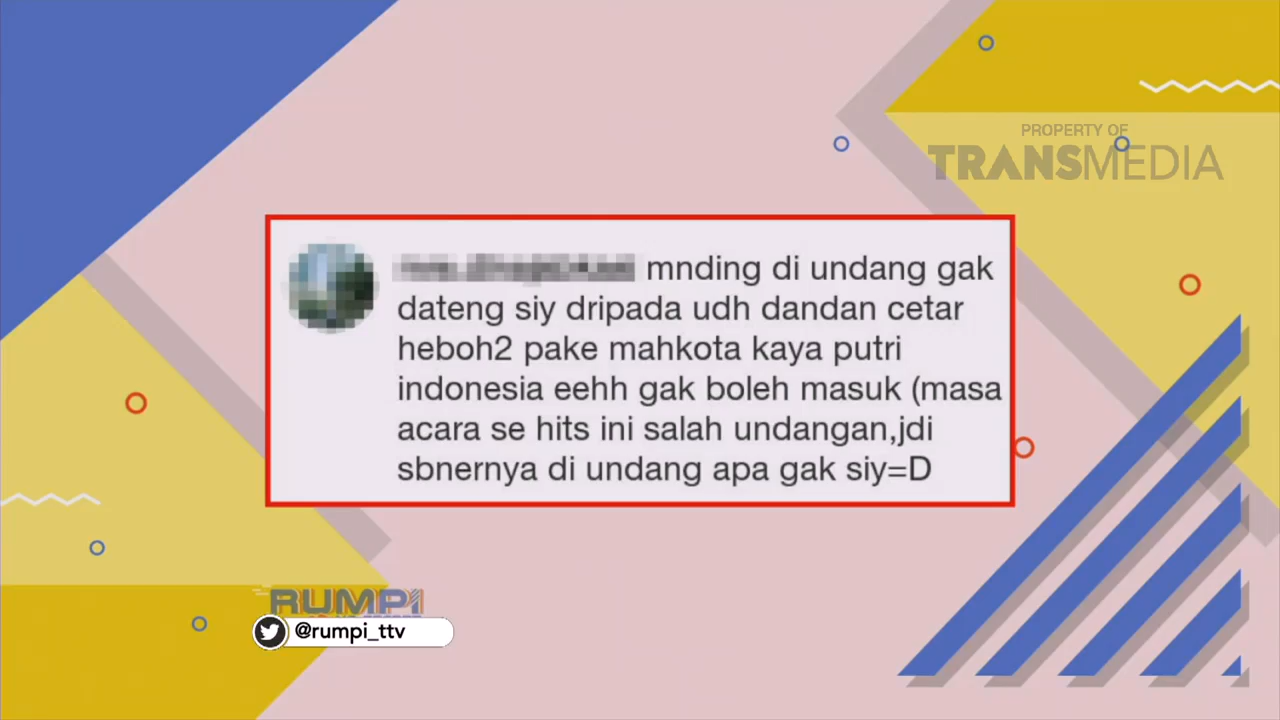 PROPERTY OF
TRANSMEDIA
mnding di undang gak
dateng siy dripada udh dandan cetar
heboh2 pake mahkota kaya putri
indonesia eehh gak boleh masuk (masa
acara se hits ini salah undangan,jdi
sbnernya di undang apa gak siy=D
RUMPI
@rumpi_ttv